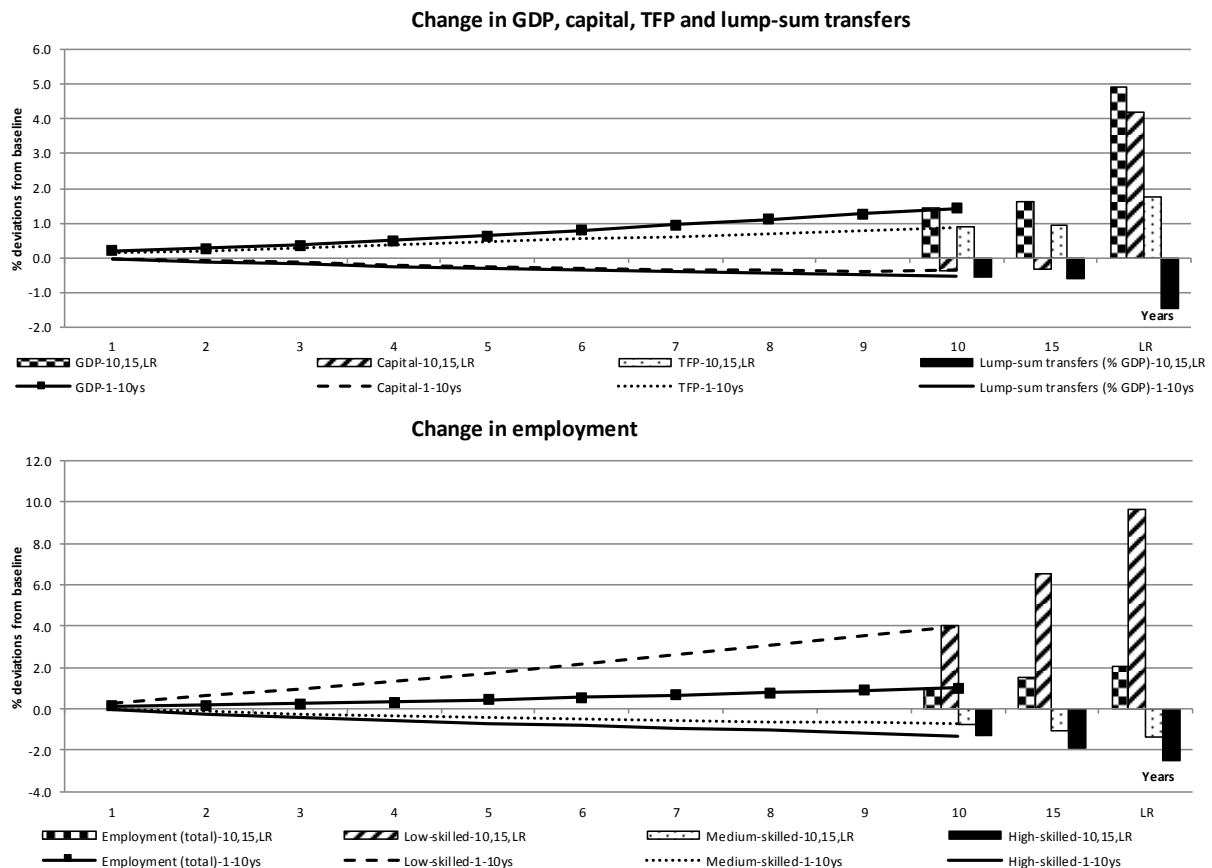 Change in GDP, capital, TFP and lump-sum transfers
% deviations from baseline
6.0
5.0
4.0
3.0
2.0
1.0
0.0
-1.0
-2.0
Years
1 2 3 4 5 6 7 8 9 10 15 LR
GDP-10,15,LR Capital-10,15,LR TFP-10,15,LR Lump-sum transfers (% GDP)-10,15,LR
GDP-1-10ys Capital-1-10ys TFP-1-10ys Lump-sum transfers (% GDP)-1-10ys
Change in employment
% deviations from baseline
12.0
10.0
8.0
6.0
4.0
2.0
0.0
-2.0
-4.0
Years
1 2 3 4 5 6 7 8 9 10 15 LR
Employment (total)-10,15,LR Low-skilled-10,15,LR Medium-skilled-10,15,LR High-skilled-10,15,LR
Employment (total)-1-10ys Low-skilled-1-10ys Medium-skilled-1-10ys High-skilled-1-10ys